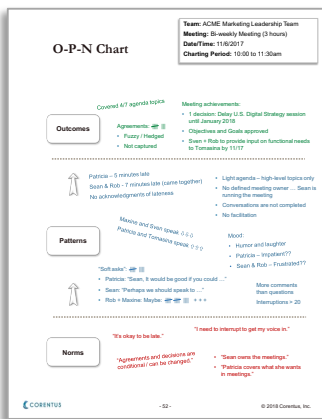 Team: ACME Marketing Leadership Team
Meeting: Bi-weekly Meeting (3 hours)
Date/Time: 11/6/2017
Charting Period: 10:00 to 11:30am
O-P-N Chart
Covered 4/7 agenda topics
Meeting achievements:
• 1 decision: Delay U.S. Digital Strategy session
until January 2018
• Objectives and Goals approved
• Sven + Rob to provide input on functional needs
to Tomasina by 11/17
Outcomes
Agreements:
• Fuzzy / Hedged
• Not captured
Patricia – 5 minutes late
Sean & Rob - 7 minutes late (came together)
No acknowledgments of lateness
• Light agenda – high-level topics only
• No defined meeting owner … Sean is
running the meeting
• Conversations are not completed
• No facilitation
Maxine and Sven speak
Patricia and Tomasina speak
Patterns
Mood:
• Humor and laughter
• Patricia – Impatient??
• Sean & Rob – Frustrated??
"Soft asks":
• Patricia: "Sean, It would be good if you could …"
• Sean: "Perhaps we should speak to …"
• Rob + Maxine: Maybe: + + +
More comments
than questions
Interruptions = 20
Norms
"It's okay to be late."
"I need to interrupt to get my voice in."
"Agreements and decisions are
conditional / can be changed."
• "Sean owns the meetings."
• "Patricia covers what she wants
in meetings."
CORENTUS
- 52 -
© 2018 Corentus, Inc.